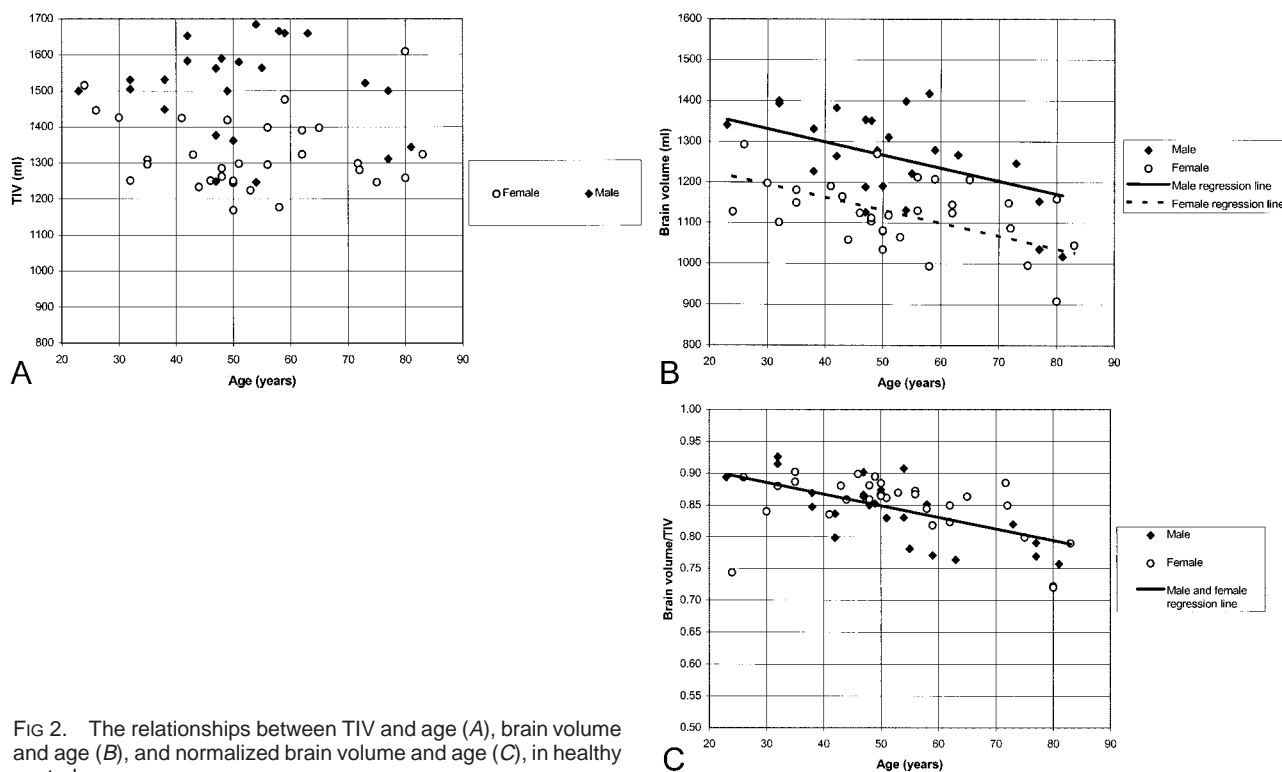 1700
1600
1500
1400
1300
1200
1100
1000
900
800
TIV (ml)
20 30 40 50 60 70 80 90
Age (years)
A
Female Male
1600
1500
1400
1300
1200
1100
1000
900
800
Brain volume (ml)
20 30 40 50 60 70 80 90
Age (years)
B
Male
Female
Male regression line
Female regression line
1.00
0.95
0.90
0.85
0.80
0.75
0.70
0.65
0.60
0.55
0.50
Brain volume/TIV
20 30 40 50 60 70 80 90
Age (years)
C
Male
Female
Male and female
regression line
FIG 2. The relationships between TIV and age (A), brain volume
and age (B), and normalized brain volume and age (C), in healthy